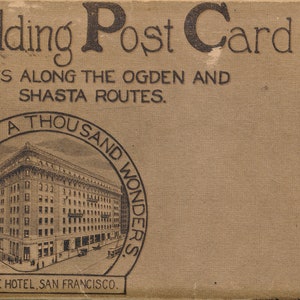 lding Post Card
S ALONG THE OGDEN AND
SHASTA ROUTES.
A THOUSAND WONDERS.
HOTEL, SAN FRANCISCO.